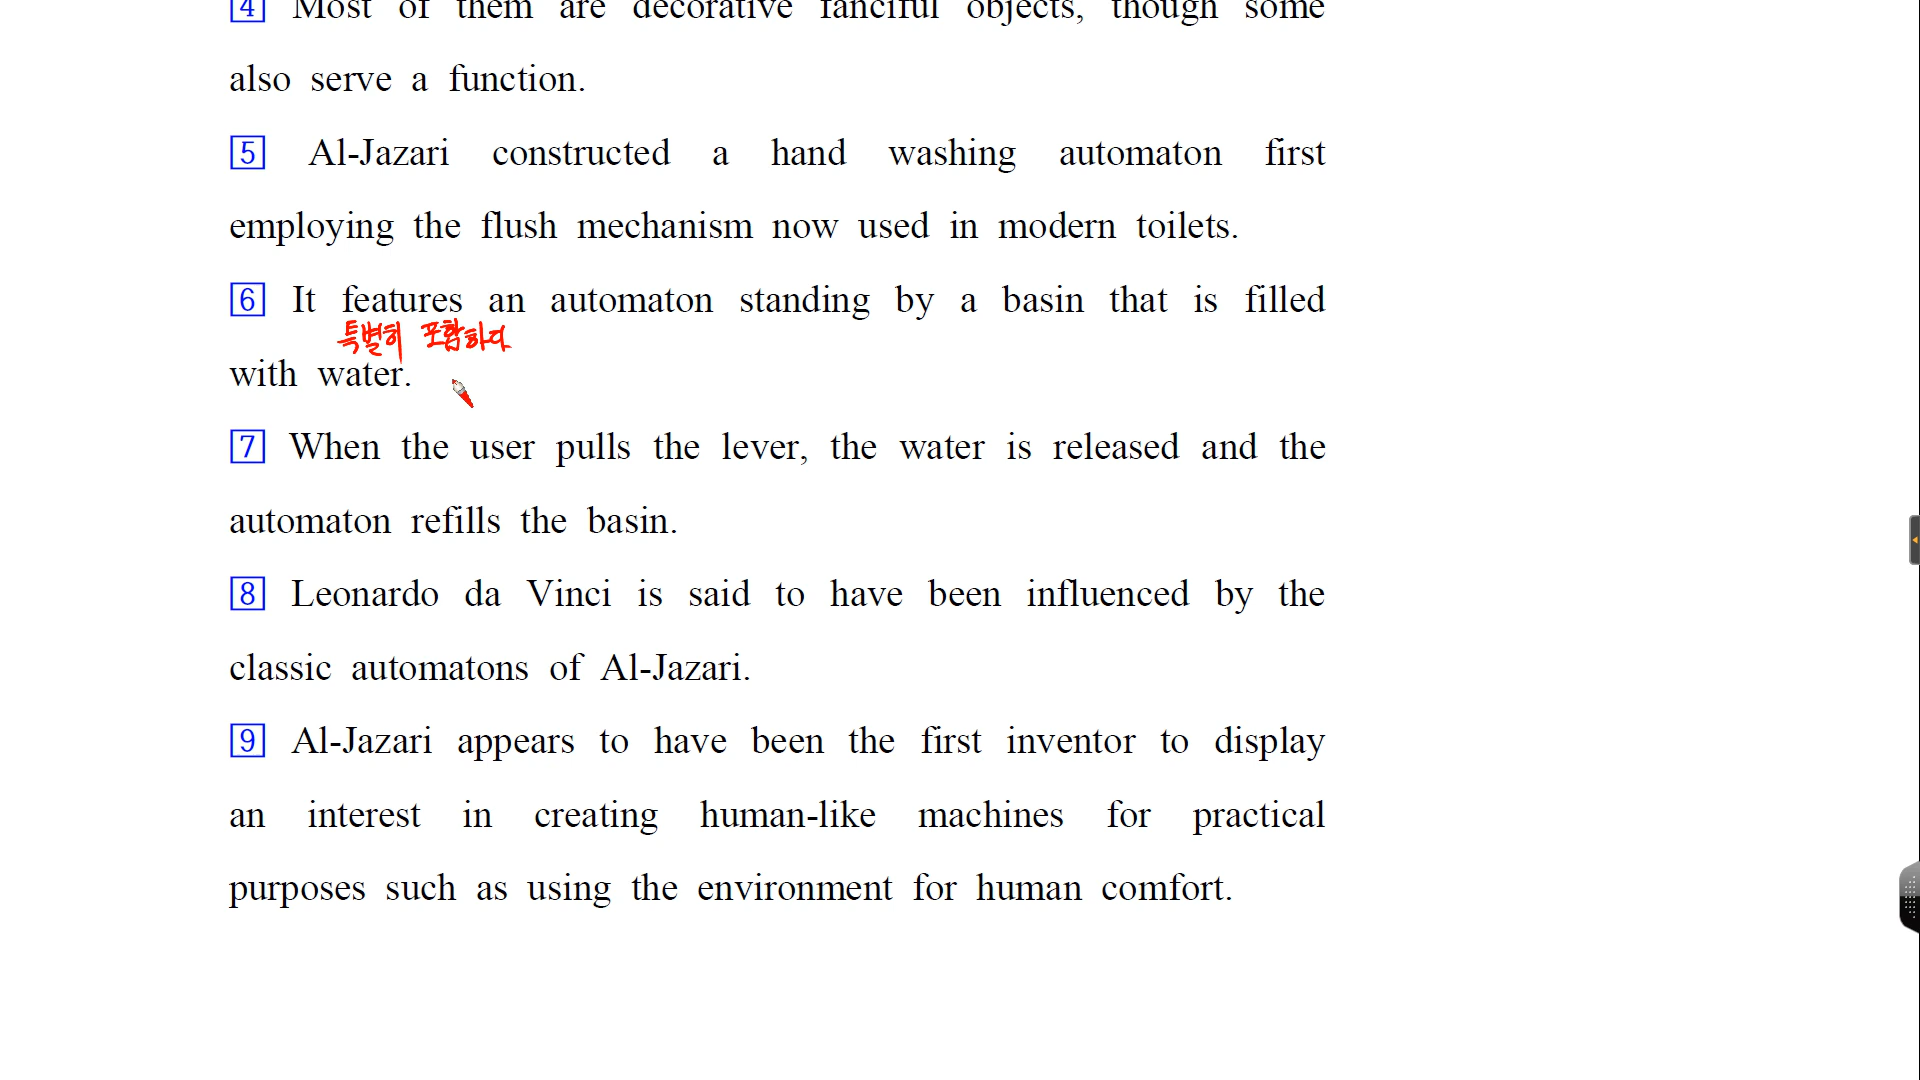 4 Most of them are decorative fanciful objects, though some
also serve a function.
5 Al-Jazari constructed a hand washing automaton first
employing the flush mechanism now used in modern toilets.
6 It features an automaton standing by a basin that is filled
특별히 포함하다
with water.
7 When the user pulls the lever, the water is released and the
automaton refills the basin.
8 Leonardo da Vinci is said to have been influenced by the
classic automatons of Al-Jazari.
9 Al-Jazari appears to have been the first inventor to display
an interest in creating human-like machines for practical
purposes such as using the environment for human comfort.